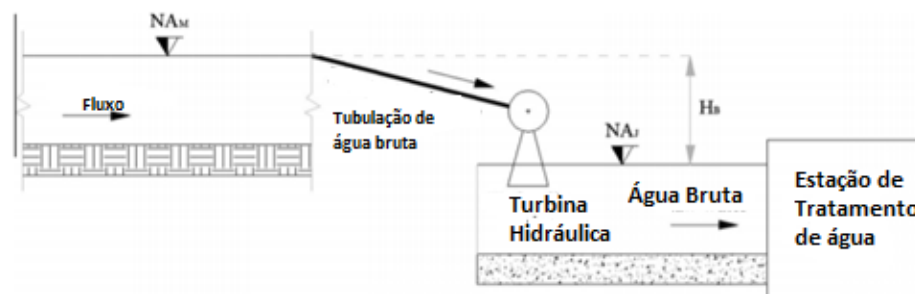 NAM
Fluxo
Tubulação de
água bruta
HB
NAJ
Turbina
Hidráulica
Água Bruta
Estação de
Tratamento
de água